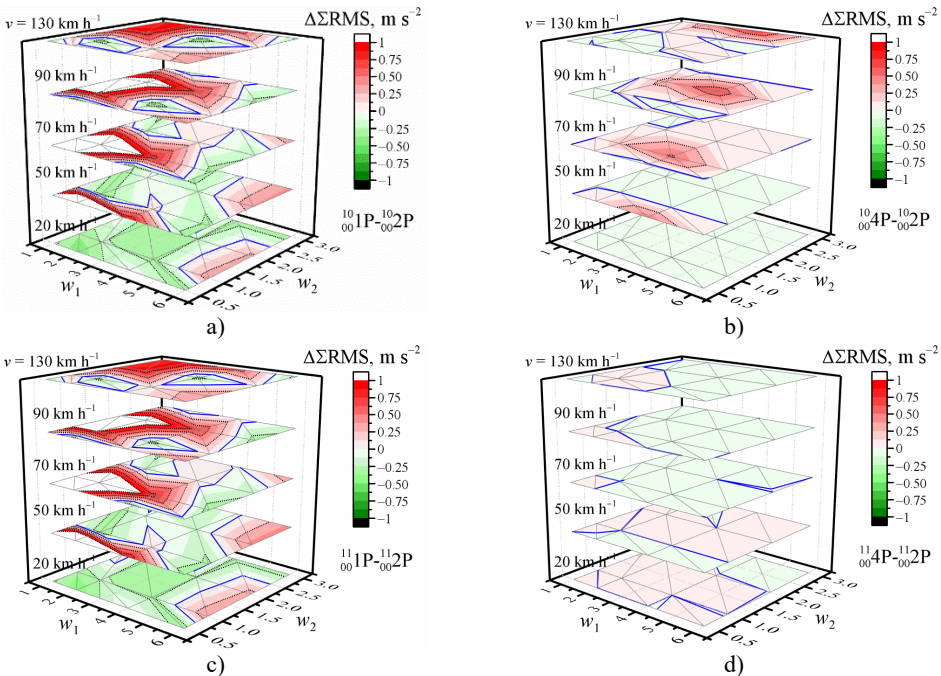 v = 130 km h⁻¹
ΔΣRMS, m s⁻²
90 km h⁻¹
70 km h⁻¹
50 km h⁻¹
20 km h⁻¹
1
0.75
0.50
0.25
0
−0.25
−0.50
−0.75
−1
¹⁰₀₀1P-¹⁰₀₀2P
1
2
3
4
5
6
w₁
0.5
1.0
1.5
2.0
2.5
3.0
w₂
a)
v = 130 km h⁻¹
ΔΣRMS, m s⁻²
90 km h⁻¹
70 km h⁻¹
50 km h⁻¹
20 km h⁻¹
1
0.75
0.50
0.25
0
−0.25
−0.50
−0.75
−1
¹⁰₀₀4P-¹⁰₀₀2P
1
2
3
4
5
6
w₁
0.5
1.0
1.5
2.0
2.5
3.0
w₂
b)
v = 130 km h⁻¹
ΔΣRMS, m s⁻²
90 km h⁻¹
70 km h⁻¹
50 km h⁻¹
20 km h⁻¹
1
0.75
0.50
0.25
0
−0.25
−0.50
−0.75
−1
¹¹₀₀1P-¹¹₀₀2P
1
2
3
4
5
6
w₁
0.5
1.0
1.5
2.0
2.5
3.0
w₂
c)
v = 130 km h⁻¹
ΔΣRMS, m s⁻²
90 km h⁻¹
70 km h⁻¹
50 km h⁻¹
20 km h⁻¹
1
0.75
0.50
0.25
0
−0.25
−0.50
−0.75
−1
¹¹₀₀4P-¹¹₀₀2P
1
2
3
4
5
6
w₁
0.5
1.0
1.5
2.0
2.5
3.0
w₂
d)